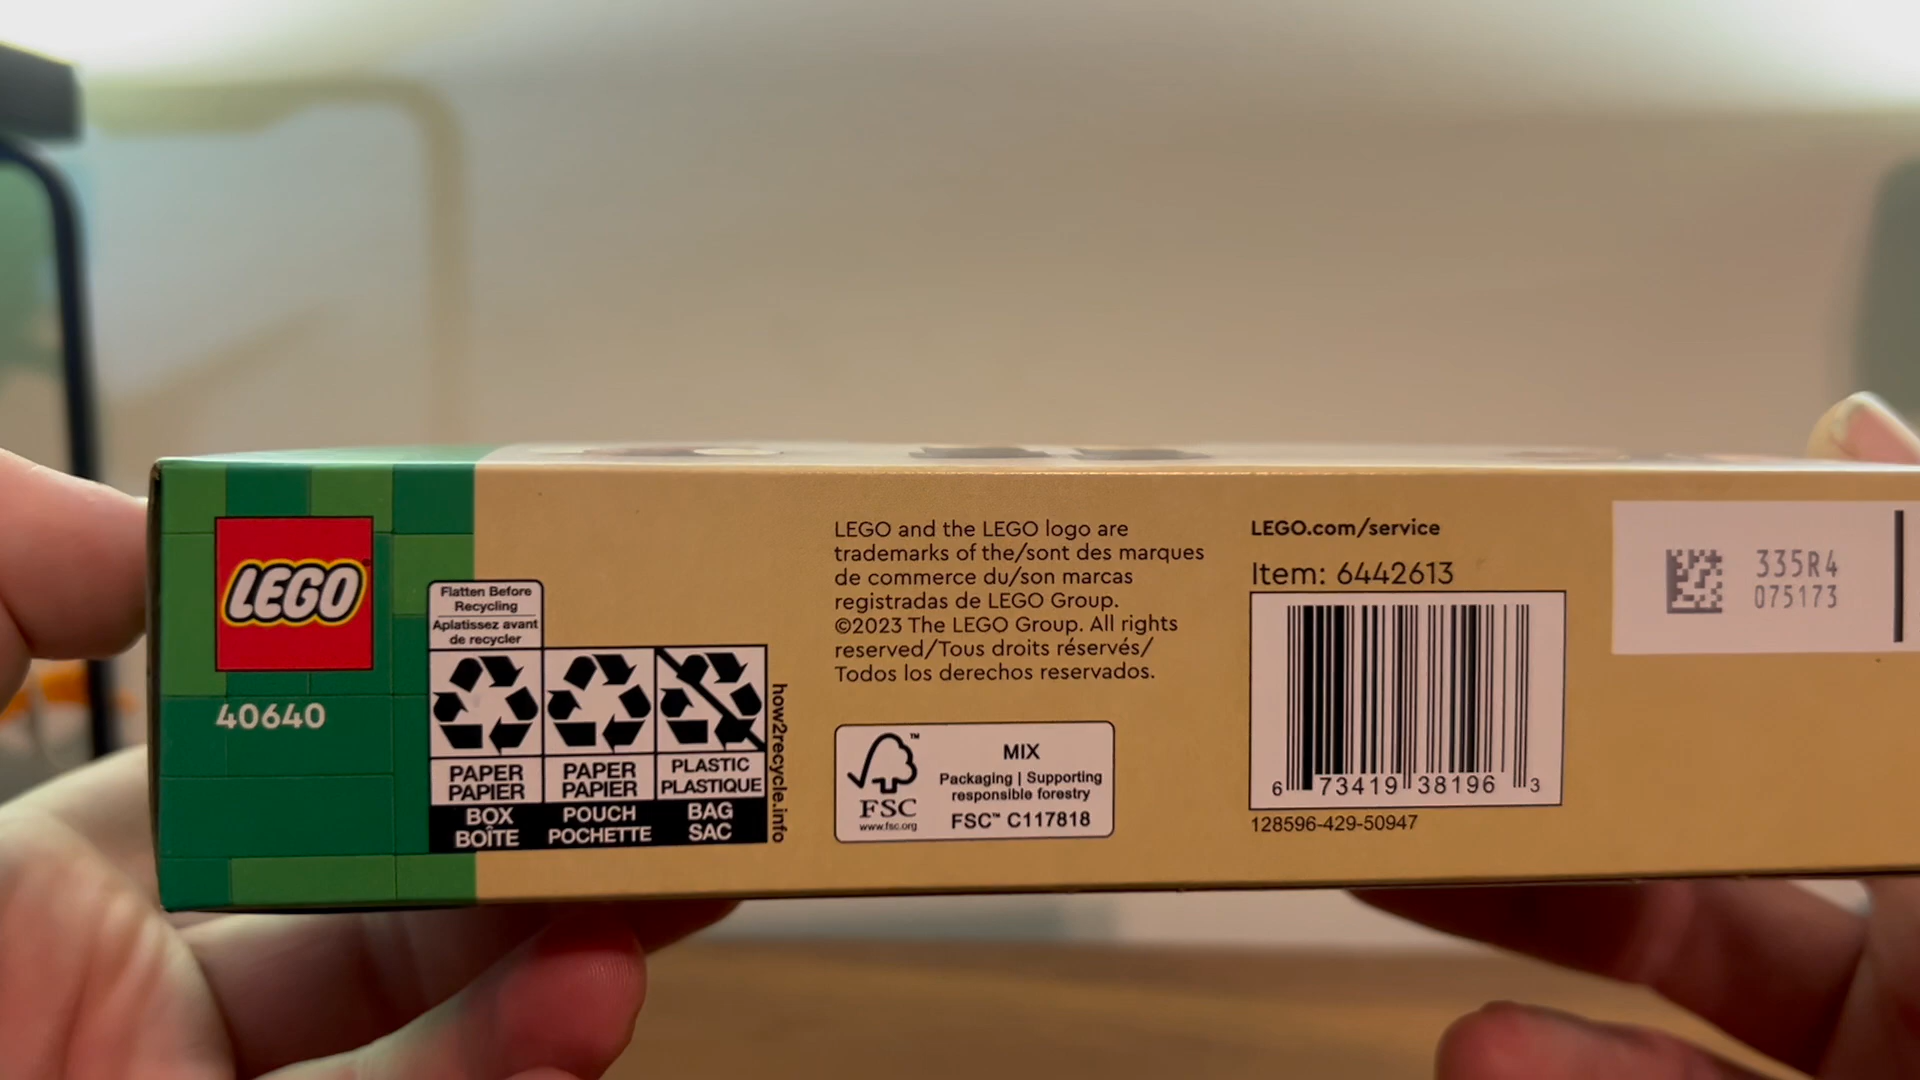 LEGO
40640
Flatten Before
Recycling
Aplatissez avant
de recycler
PAPER
PAPIER
BOX
BOÎTE
PAPER
PAPIER
POUCH
POCHETTE
PLASTIC
PLASTIQUE
BAG
SAC
how2recycle.info
LEGO and the LEGO logo are
trademarks of the/sont des marques
de commerce du/son marcas
registradas de LEGO Group.
©2023 The LEGO Group. All rights
reserved/Tous droits réservés/
Todos los derechos reservados.
FSC
www.fsc.org
MIX
Packaging | Supporting
responsible forestry
FSC™ C117818
LEGO.com/service
Item: 6442613
6 73419 38196 3
128596-429-50947
335R4
075173